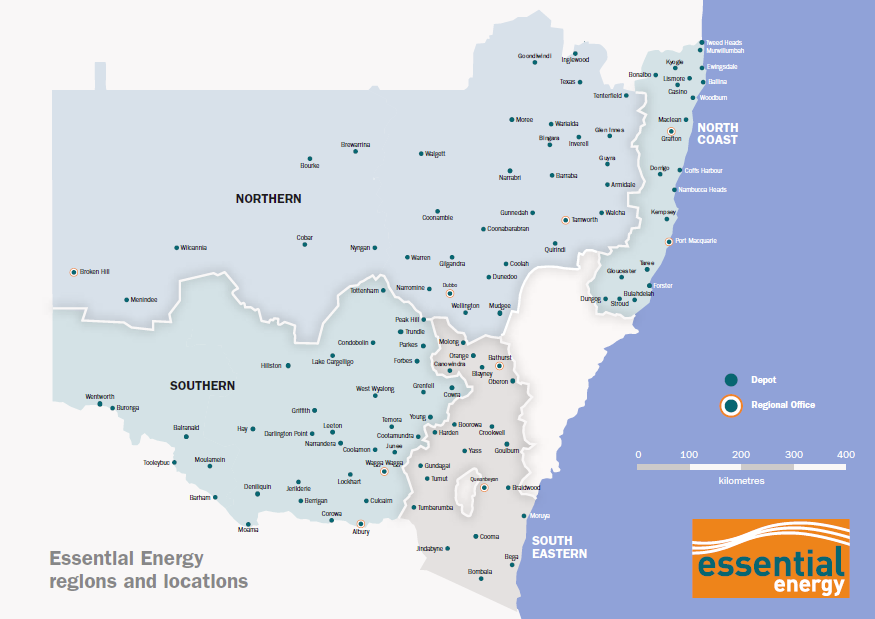 Tweed Heads
Murwillumbah
Goondiwindi
Inglewood
Kyogle
Ewingsdale
Texas
Bonalbo
Lismore
Ballina
Tenterfield
Casino
Woodburn
Moree
Warialda
Maclean
NORTH
COAST
Glen Innes
Grafton
Bingara
Inverell
Brewarrina
Walgett
Bourke
Guyra
Dorrigo
Coffs Harbour
Narrabri
Barraba
Armidale
Nambucca Heads
NORTHERN
Coonamble
Gunnedah
Tamworth
Walcha
Kempsey
Coonabarabran
Cobar
Port Macquarie
Wilcannia
Nyngan
Quirindi
Warren
Gilgandra
Coolah
Taree
Broken Hill
Gloucester
Dunedoo
Forster
Tottenham
Narromine
Dubbo
Bulahdelah
Menindee
Dungog
Stroud
Wellington
Mudgee
Peak Hill
Trundle
Condobolin
Parkes
Molong
Lake Cargelligo
Forbes
Orange
Bathurst
Hillston
Canowindra
Blayney
Oberon
SOUTHERN
West Wyalong
Grenfell
Cowra
Depot
Wentworth
Buronga
Griffith
Young
Regional Office
Balranald
Hay
Darlington Point
Leeton
Temora
Cootamundra
Boorowa
Harden
Crookwell
Narrandera
Coolamon
Junee
Yass
Goulburn
0 100 200 300 400
kilometres
Tooleybuc
Moulamein
Wagga Wagga
Gundagai
Lockhart
Tumut
Queanbeyan
Deniliquin
Jerilderie
Braidwood
Barham
Berrigan
Culcairn
Tumbarumba
Moruya
Corowa
Moama
Albury
SOUTH
EASTERN
Cooma
Jindabyne
Bega
Bombala
Essential Energy
regions and locations
essential
energy